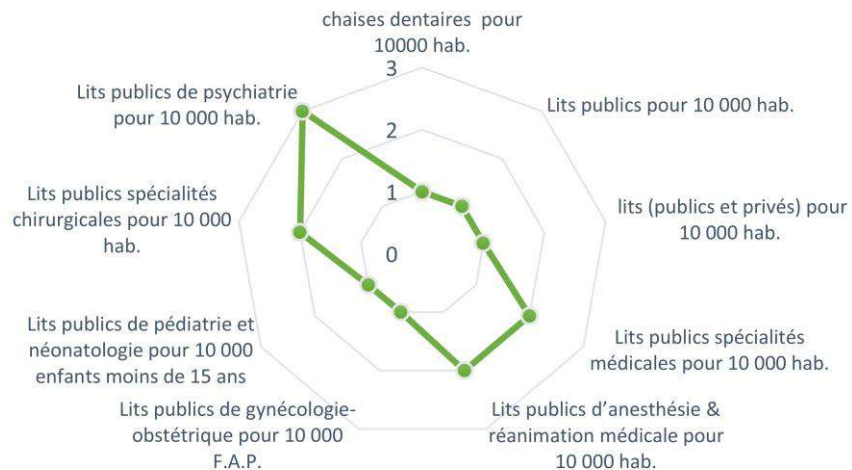 chaises dentaires pour
10000 hab.
3
2
1
0
Lits publics pour 10 000 hab.
lits (publics et privés) pour
10 000 hab.
Lits publics spécialités
médicales pour 10 000 hab.
Lits publics d’anesthésie &
réanimation médicale pour
10 000 hab.
Lits publics de gynécologie-
obstétrique pour 10 000
F.A.P.
Lits publics de pédiatrie et
néonatologie pour 10 000
enfants moins de 15 ans
Lits publics spécialités
chirurgicales pour 10 000
hab.
Lits publics de psychiatrie
pour 10 000 hab.